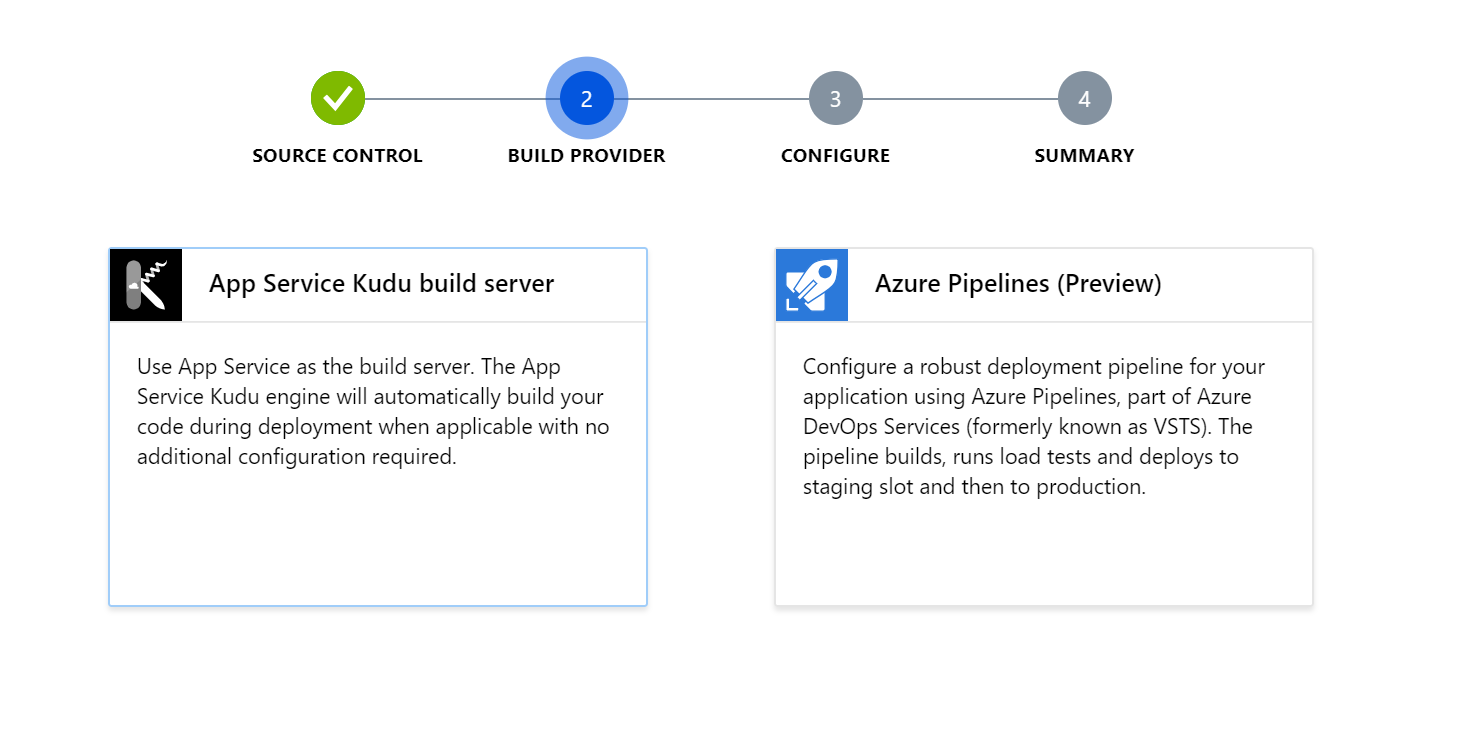 2
3
4
SOURCE CONTROL
BUILD PROVIDER
CONFIGURE
SUMMARY
App Service Kudu build server
Use App Service as the build server. The App
Service Kudu engine will automatically build your
code during deployment when applicable with no
additional configuration required.
Azure Pipelines (Preview)
Configure a robust deployment pipeline for your
application using Azure Pipelines, part of Azure
DevOps Services (formerly known as VSTS). The
pipeline builds, runs load tests and deploys to
staging slot and then to production.